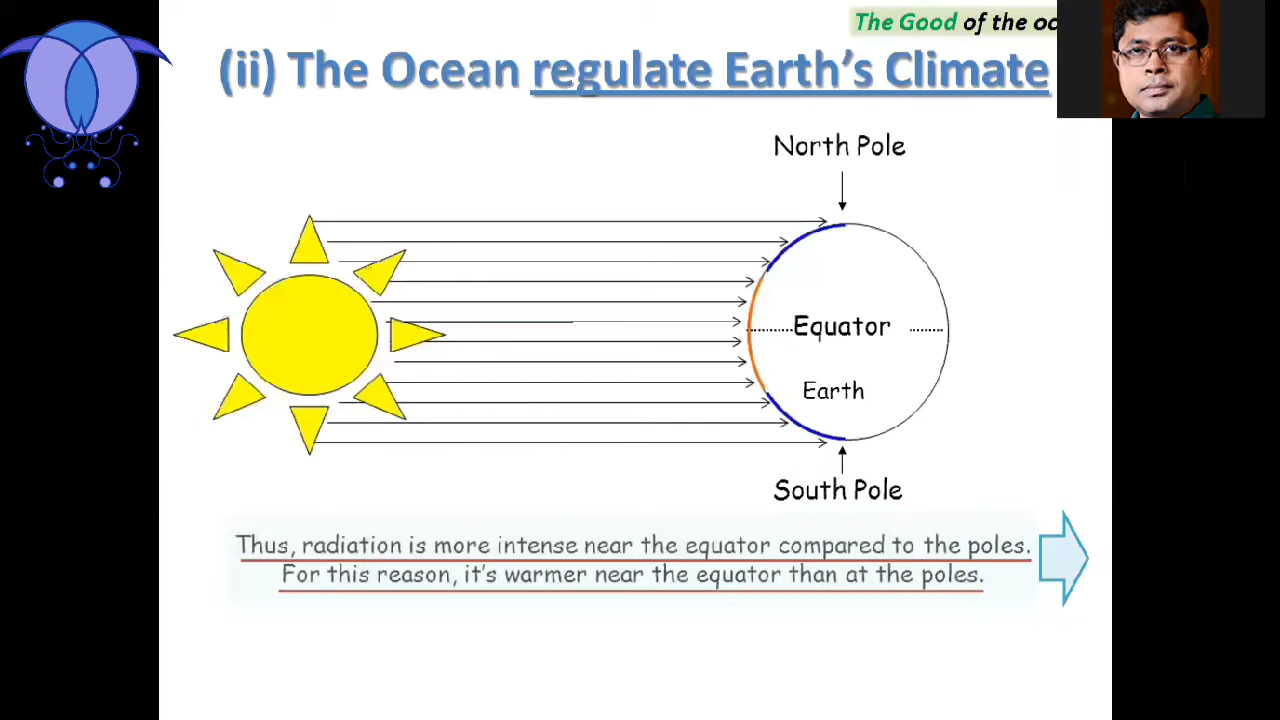 The Good of the
(ii) The Ocean regulate Earth's Climate
North Pole
Equator
Earth
South Pole
Thus, radiation is more intense near the equator compared to the poles.
For this reason, it's warmer near the equator than at the poles.